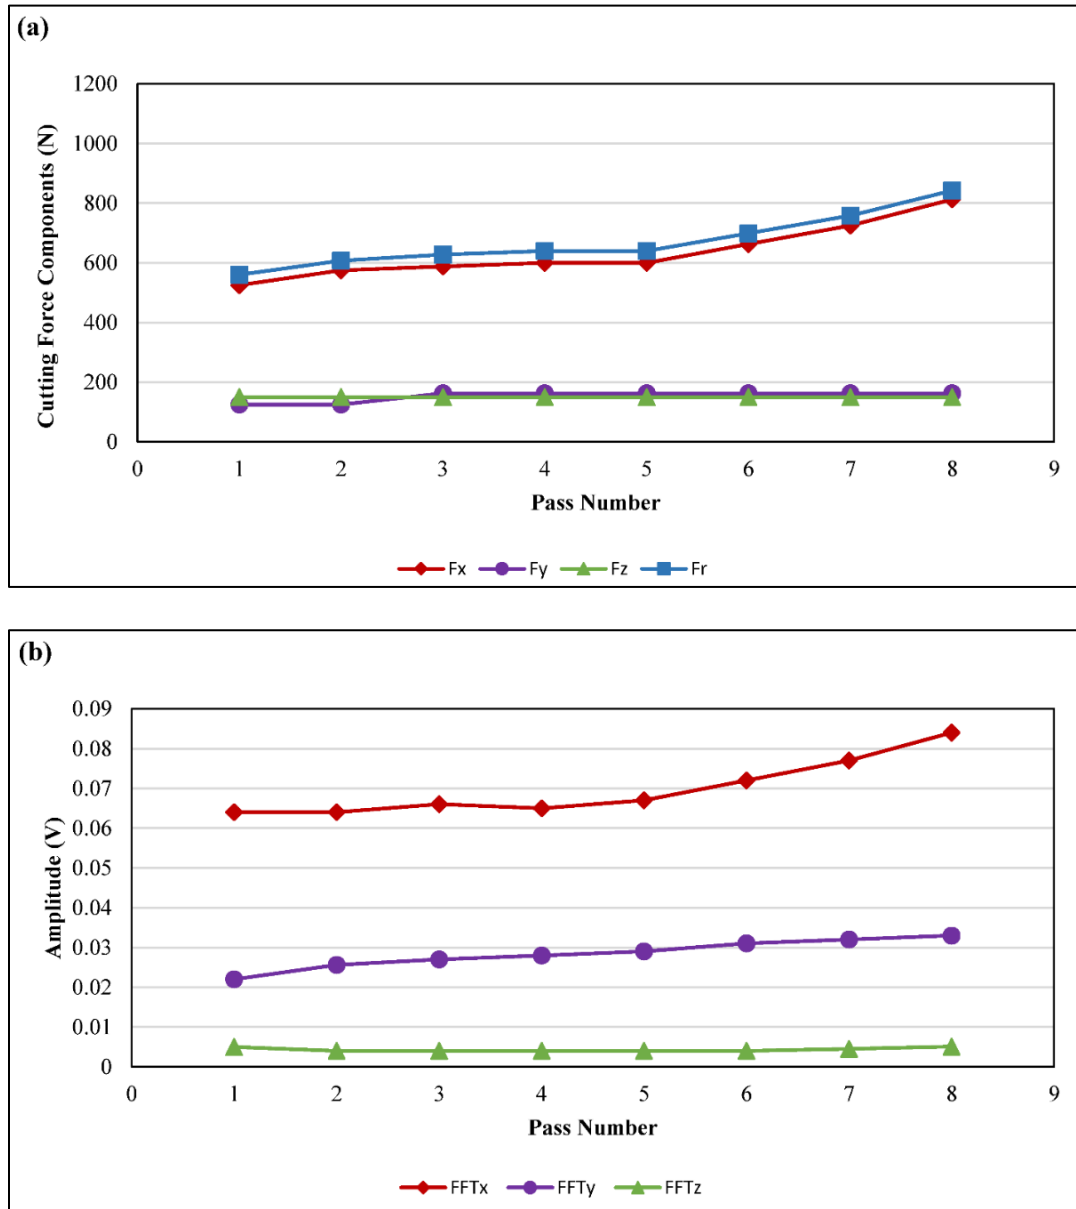 (a)
1200
1000
800
600
400
200
0
Cutting Force Components (N)
0 1 2 3 4 5 6 7 8 9
Pass Number
Fx Fy Fz Fr
(b)
0.09
0.08
0.07
0.06
0.05
0.04
0.03
0.02
0.01
0
Amplitude (V)
0 1 2 3 4 5 6 7 8 9
Pass Number
FFTx FFTy FFTz